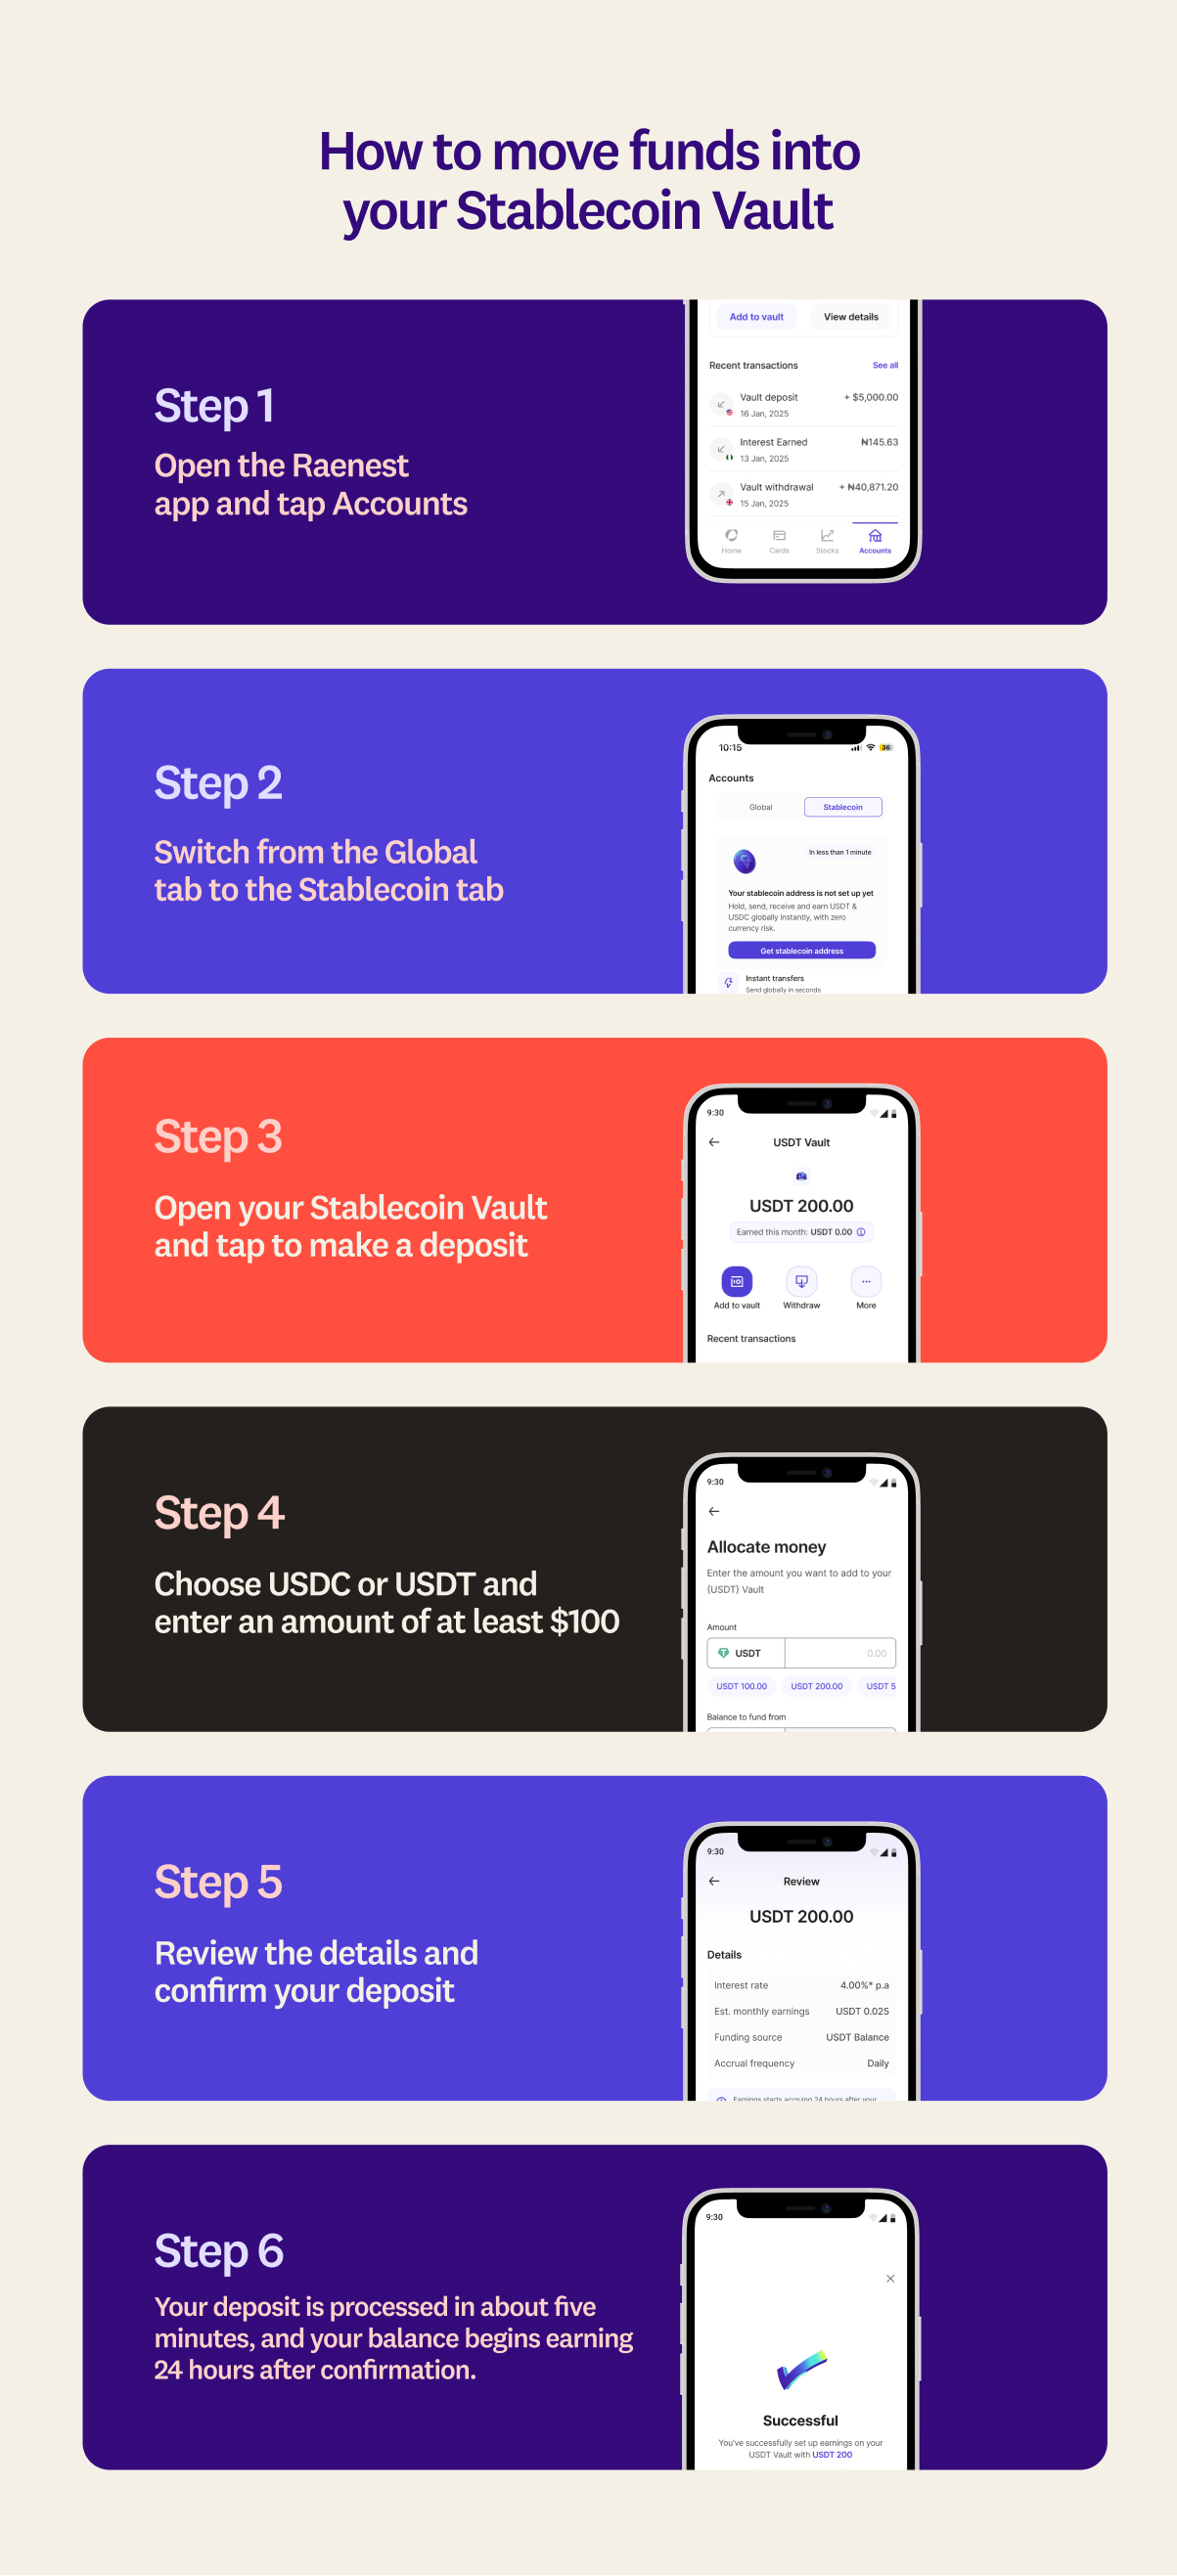 How to move funds into
your Stablecoin Vault
Step 1
Open the Raenest
app and tap Accounts
Add to vault
View details
Recent transactions
See all
Vault deposit
+ $5,000.00
16 Jan, 2025
Interest Earned
₦145.63
13 Jan, 2025
Vault withdrawal
+ ₦40,871.20
15 Jan, 2025
Home
Cards
Stocks
Accounts
Step 2
Switch from the Global
tab to the Stablecoin tab
10:15
36
Accounts
Global
Stablecoin
In less than 1 minute
Your stablecoin address is not set up yet
Hold, send, receive and earn USDT &
USDC globally instantly, with zero
currency risk.
Get stablecoin address
Instant transfers
Send globally in seconds
Step 3
Open your Stablecoin Vault
and tap to make a deposit
9:30
USDT Vault
USDT 200.00
Earned this month: USDT 0.00
Add to vault
Withdraw
More
Recent transactions
Step 4
Choose USDC or USDT and
enter an amount of at least $100
9:30
Allocate money
Enter the amount you want to add to your
{USDT} Vault
Amount
USDT
0.00
USDT 100.00
USDT 200.00
USDT 5
Balance to fund from
Step 5
Review the details and
confirm your deposit
9:30
Review
USDT 200.00
Details
Interest rate
4.00%* p.a
Est. monthly earnings
USDT 0.025
Funding source
USDT Balance
Accrual frequency
Daily
Earnings starts accruing 24 hours after your
Step 6
Your deposit is processed in about five
minutes, and your balance begins earning
24 hours after confirmation.
9:30
Successful
You've successfully set up earnings on your
USDT Vault with USDT 200